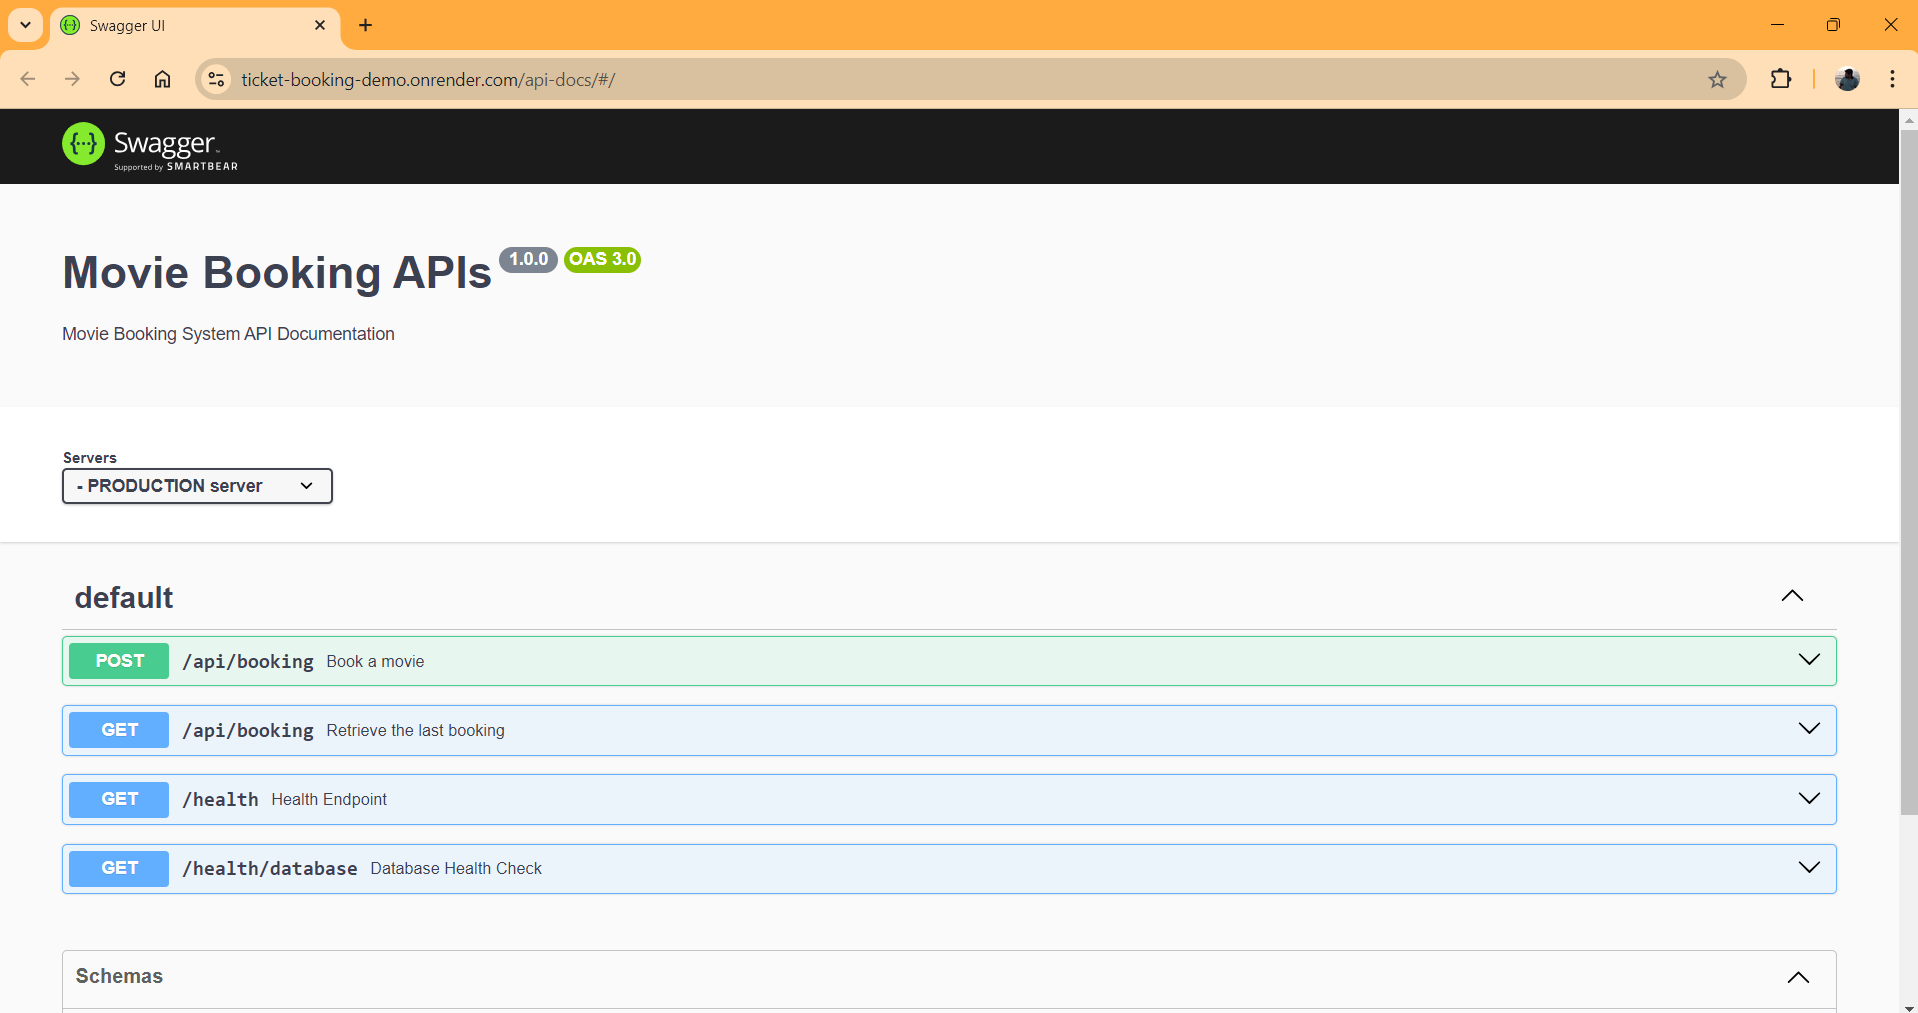 Swagger UI
ticket-booking-demo.onrender.com/api-docs/#/
{···} Swagger™
Supported by SMARTBEAR
Movie Booking APIs 1.0.0 OAS 3.0
Movie Booking System API Documentation
Servers
- PRODUCTION server
default
POST /api/booking Book a movie
GET /api/booking Retrieve the last booking
GET /health Health Endpoint
GET /health/database Database Health Check
Schemas